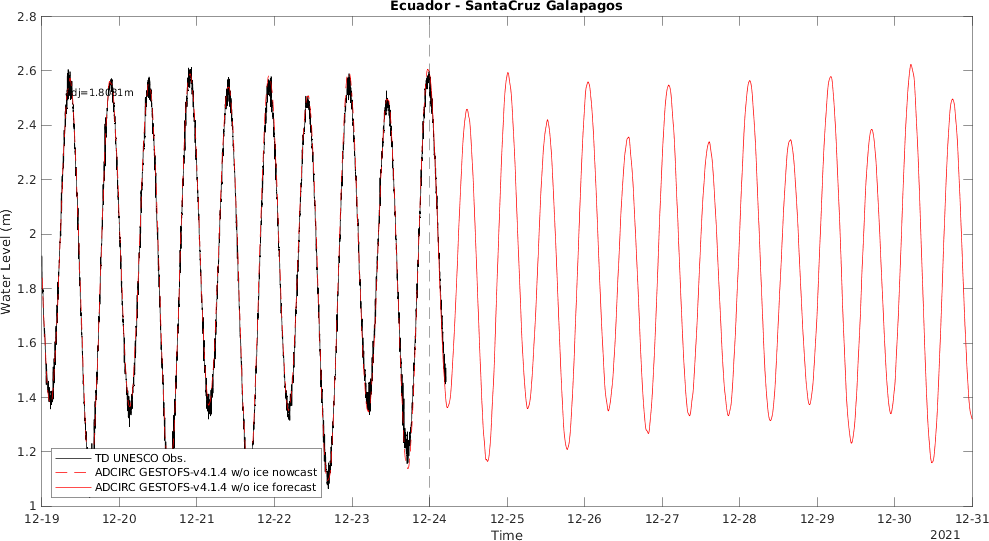 Ecuador - SantaCruz Galapagos
2.8
2.6
2.4
2.2
2
1.8
1.6
1.4
1.2
1
Water Level (m)
TD UNESCO Obs.
ADCIRC GESTOFS-v4.1.4 w/o ice nowcast
ADCIRC GESTOFS-v4.1.4 w/o ice forecast
12-19 12-20 12-21 12-22 12-23 12-24 12-25 12-26 12-27 12-28 12-29 12-30 12-31
Time
2021